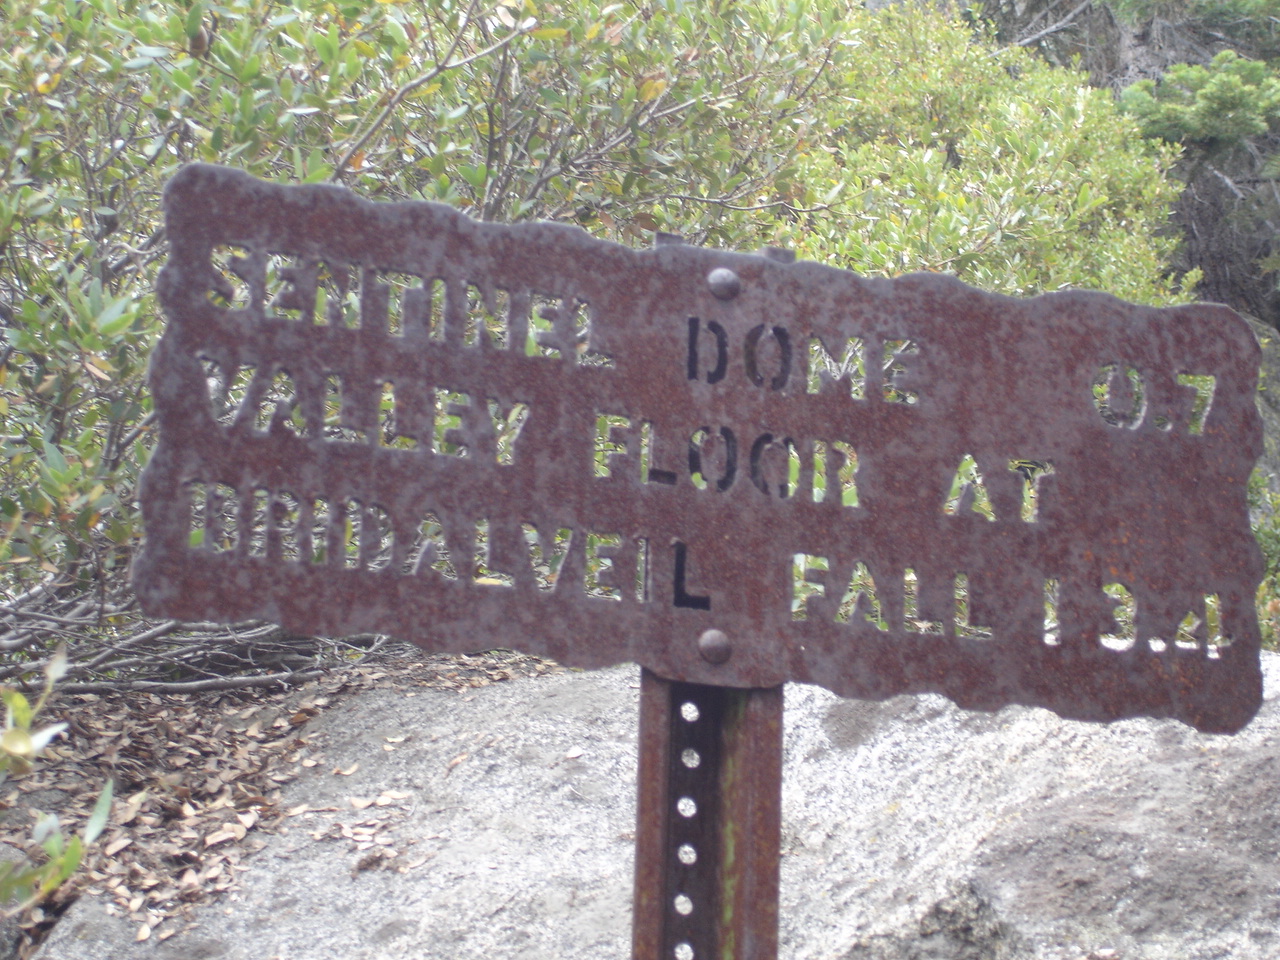 SENTINEL DOME 0.7
VALLEY FLOOR AT
BRIDALVEIL FALL 13.4